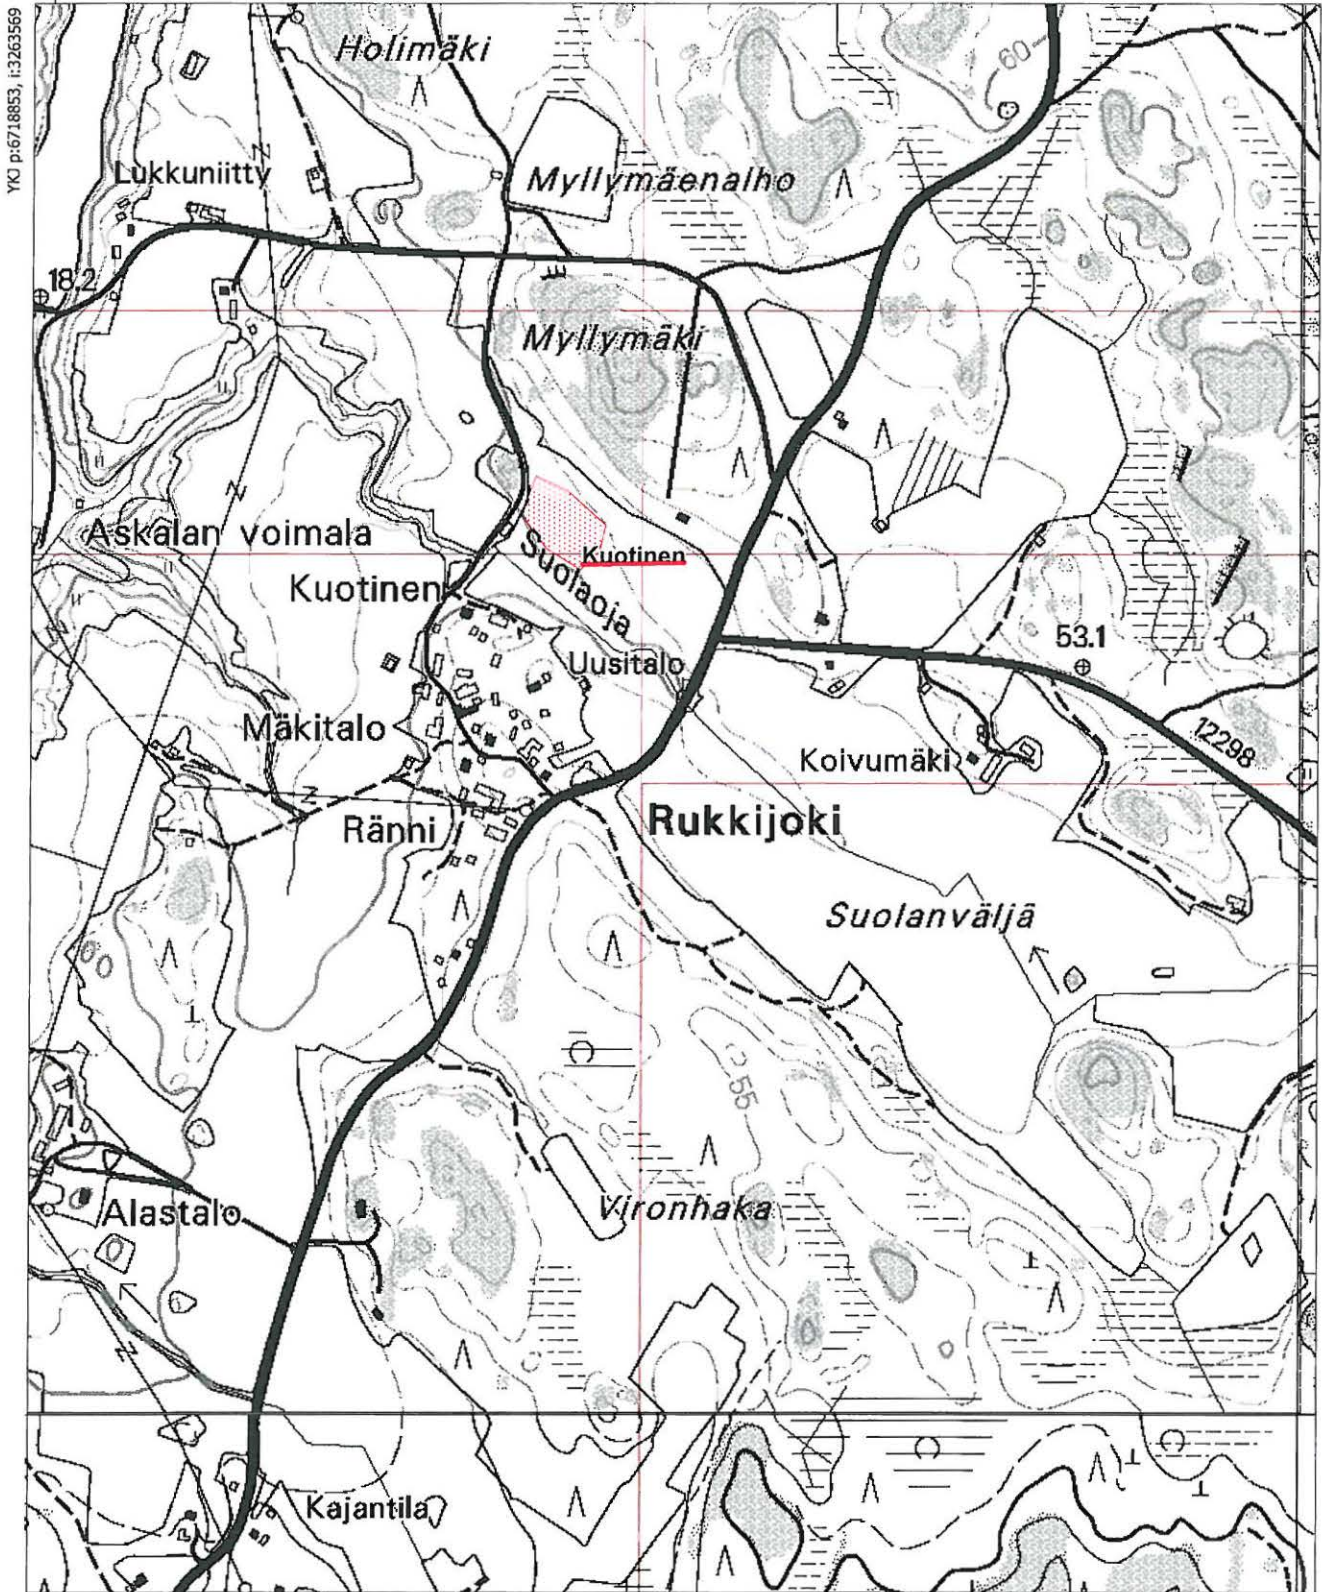 YKJ p:6718853, i:3263569
Holimäki
60
Lukkuniitty
Myllymäenalho
18.2
Myllymäki
Askalan voimala
Suolaoja
Kuotinen
Kuotinen
53.1
Uusitalo
Mäkitalo
12298
Koivumäki
Ränni
Rukkijoki
Suolanväljä
55
Alastalo
Vironhaka
Kajantila